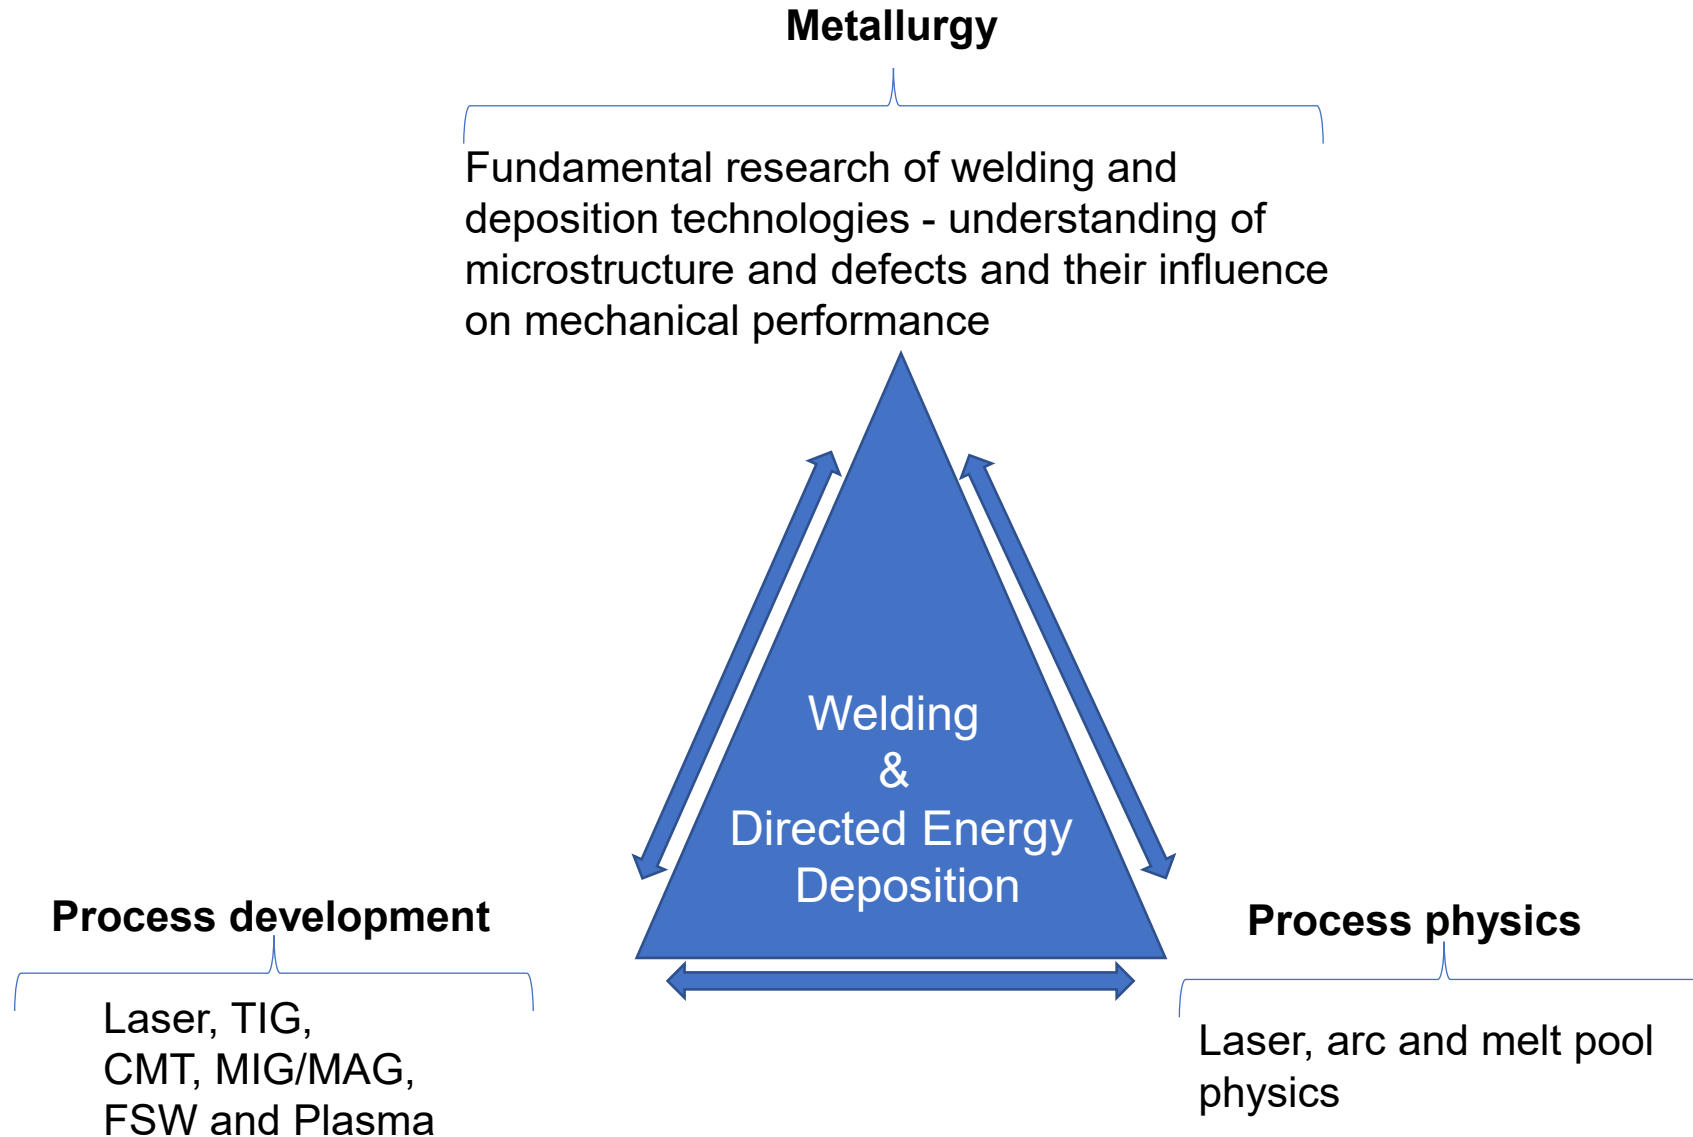 Metallurgy
Fundamental research of welding and
deposition technologies - understanding of
microstructure and defects and their influence
on mechanical performance
Welding
&
Directed Energy
Deposition
Process development
Laser, TIG,
CMT, MIG/MAG,
FSW and Plasma
Process physics
Laser, arc and melt pool
physics